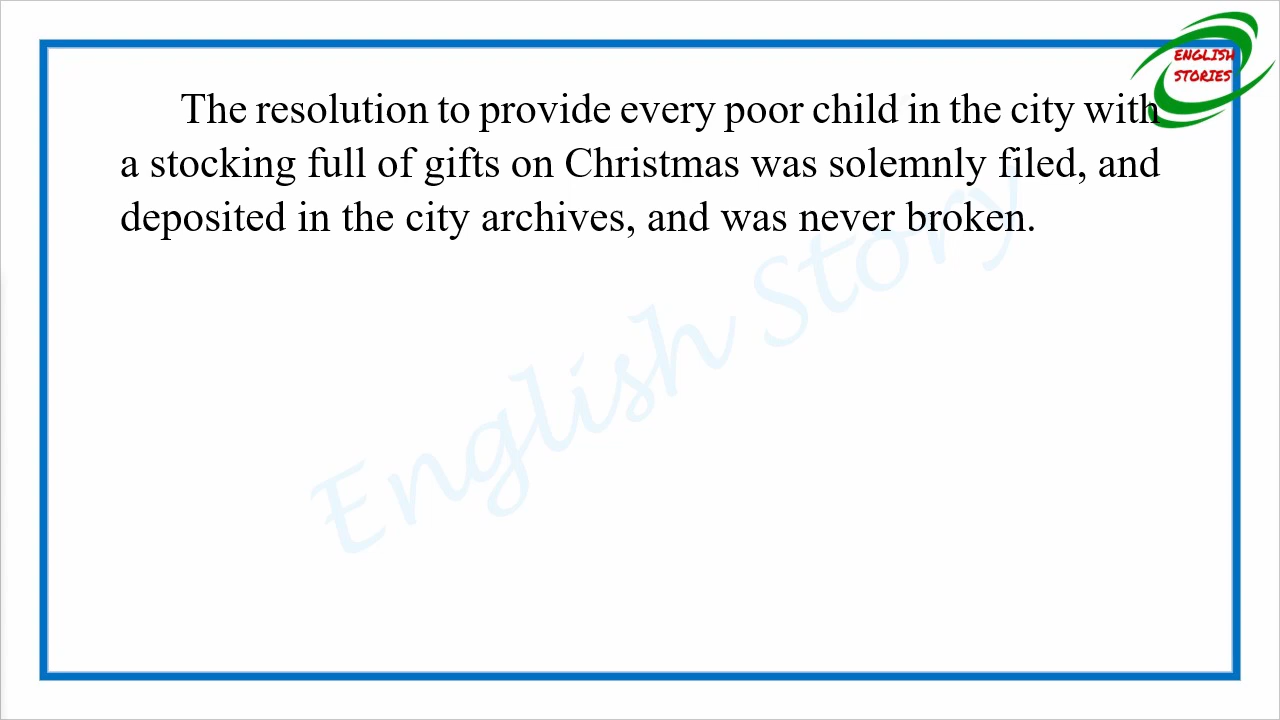 ENGLISH
STORIES
The resolution to provide every poor child in the city with
a stocking full of gifts on Christmas was solemnly filed, and
deposited in the city archives, and was never broken.
English Story